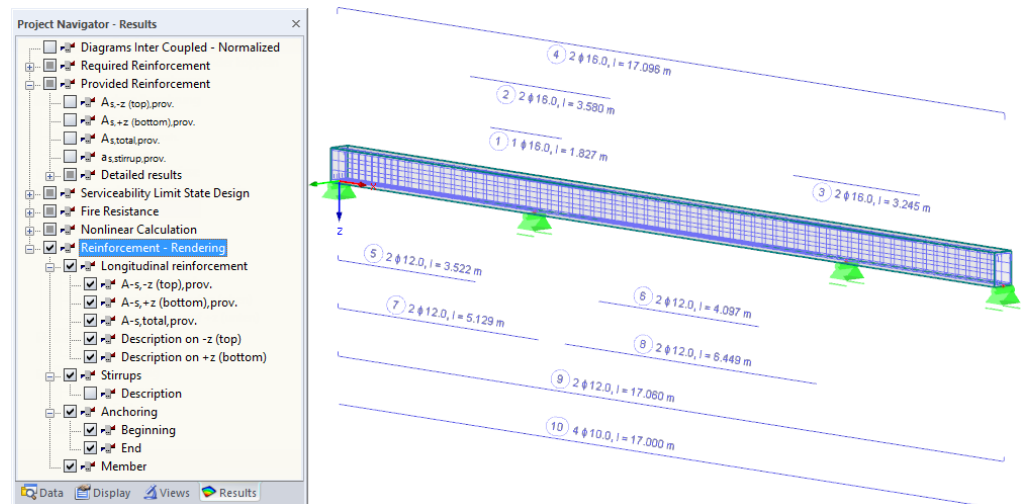 Project Navigator - Results
Diagrams Inter Coupled - Normalized
Required Reinforcement
Provided Reinforcement
As,-z (top),prov.
As,+z (bottom),prov.
As,total,prov.
as,stirrup,prov.
Detailed results
Serviceability Limit State Design
Fire Resistance
Nonlinear Calculation
Reinforcement - Rendering
Longitudinal reinforcement
A-s,-z (top),prov.
A-s,+z (bottom),prov.
A-s,total,prov.
Description on -z (top)
Description on +z (bottom)
Stirrups
Description
Anchoring
Beginning
End
Member
Data Display Views Results
4 2 ϕ16.0, l = 17.096 m
2 2 ϕ16.0, l = 3.580 m
1 1 ϕ16.0, l = 1.827 m
3 2 ϕ16.0, l = 3.245 m
x
z
5 2 ϕ12.0, l = 3.522 m
6 2 ϕ12.0, l = 4.097 m
7 2 ϕ12.0, l = 5.129 m
8 2 ϕ12.0, l = 6.449 m
9 2 ϕ12.0, l = 17.060 m
10 4 ϕ10.0, l = 17.000 m